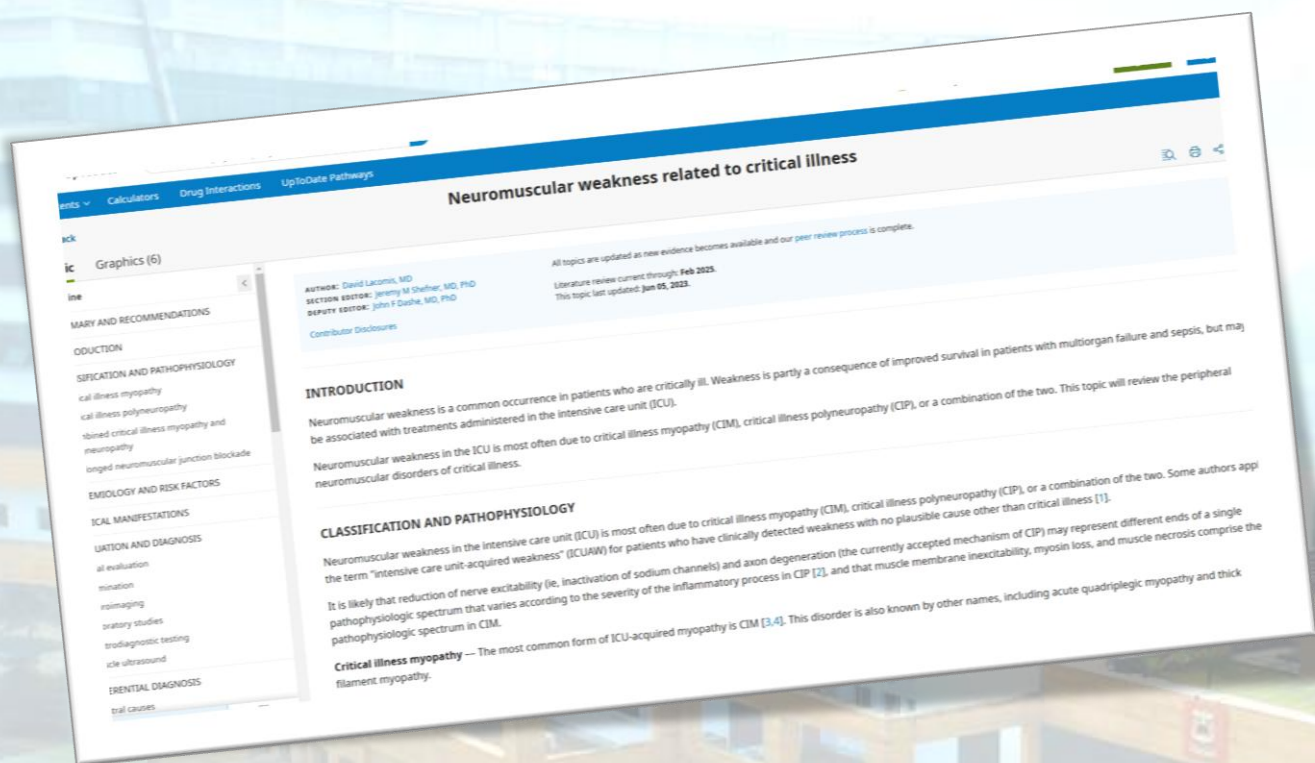 Calculators Drug Interactions UpToDate Pathways
Neuromuscular weakness related to critical illness
Graphics (6)
MARY AND RECOMMENDATIONS
ODUCTION
SIFICATION AND PATHOPHYSIOLOGY
ical illness myopathy
ical illness polyneuropathy
nbined critical illness myopathy and
neuropathy
onged neuromuscular junction blockade
EMIOLOGY AND RISK FACTORS
ICAL MANIFESTATIONS
UATION AND DIAGNOSIS
al evaluation
mination
roimaging
oratory studies
trodiagnostic testing
cle ultrasound
ERENTIAL DIAGNOSIS
tral causes
AUTHOR: David Lacomis, MD
SECTION EDITOR: Jeremy M Shefner, MD, PhD
DEPUTY EDITOR: John F Dashe, MD, PhD
Contributor Disclosures
All topics are updated as new evidence becomes available and our peer review process is complete.
Literature review current through: Feb 2025.
This topic last updated: Jun 05, 2023.
INTRODUCTION
Neuromuscular weakness is a common occurrence in patients who are critically ill. Weakness is partly a consequence of improved survival in patients with multiorgan failure and sepsis, but may
be associated with treatments administered in the intensive care unit (ICU).
Neuromuscular weakness in the ICU is most often due to critical illness myopathy (CIM), critical illness polyneuropathy (CIP), or a combination of the two. This topic will review the peripheral
neuromuscular disorders of critical illness.
CLASSIFICATION AND PATHOPHYSIOLOGY
Neuromuscular weakness in the intensive care unit (ICU) is most often due to critical illness myopathy (CIM), critical illness polyneuropathy (CIP), or a combination of the two. Some authors appl
the term "intensive care unit-acquired weakness" (ICUAW) for patients who have clinically detected weakness with no plausible cause other than critical illness [1].
It is likely that reduction of nerve excitability (ie, inactivation of sodium channels) and axon degeneration (the currently accepted mechanism of CIP) may represent different ends of a single
pathophysiologic spectrum that varies according to the severity of the inflammatory process in CIP [2], and that muscle membrane inexcitability, myosin loss, and muscle necrosis comprise the
pathophysiologic spectrum in CIM.
Critical illness myopathy — The most common form of ICU-acquired myopathy is CIM [3,4]. This disorder is also known by other names, including acute quadriplegic myopathy and thick
filament myopathy.